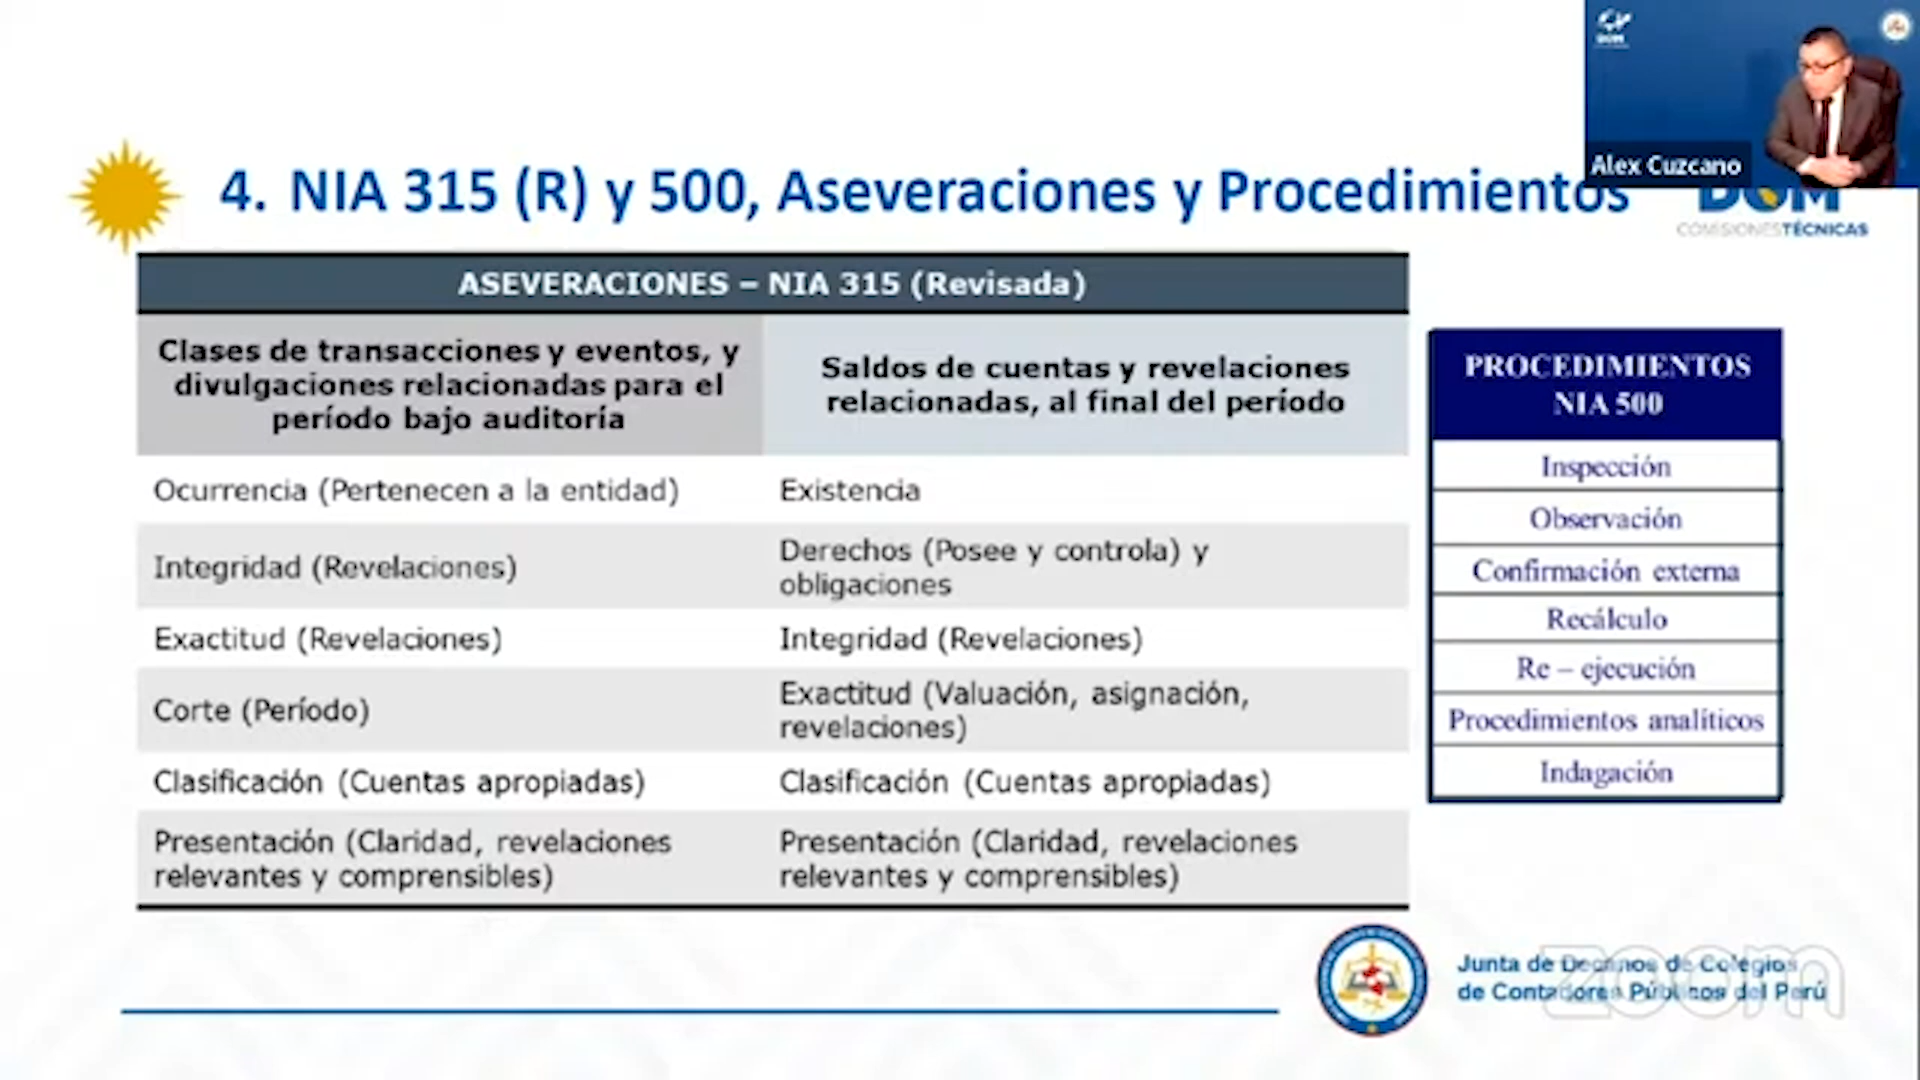 Alex Cuzcano
4. NIA 315 (R) y 500, Aseveraciones y Procedimientos
COMISIONESTÉCNICAS
ASEVERACIONES – NIA 315 (Revisada)
Clases de transacciones y eventos, y
divulgaciones relacionadas para el
período bajo auditoría
Saldos de cuentas y revelaciones
relacionadas, al final del período
Ocurrencia (Pertenecen a la entidad)
Existencia
Integridad (Revelaciones)
Derechos (Posee y controla) y
obligaciones
Exactitud (Revelaciones)
Integridad (Revelaciones)
Corte (Período)
Exactitud (Valuación, asignación,
revelaciones)
Clasificación (Cuentas apropiadas)
Clasificación (Cuentas apropiadas)
Presentación (Claridad, revelaciones
relevantes y comprensibles)
Presentación (Claridad, revelaciones
relevantes y comprensibles)
PROCEDIMIENTOS
NIA 500
Inspección
Observación
Confirmación externa
Recálculo
Re – ejecución
Procedimientos analíticos
Indagación
Junta de Decanos de Colegios
de Contadores Públicos del Perú
zoom